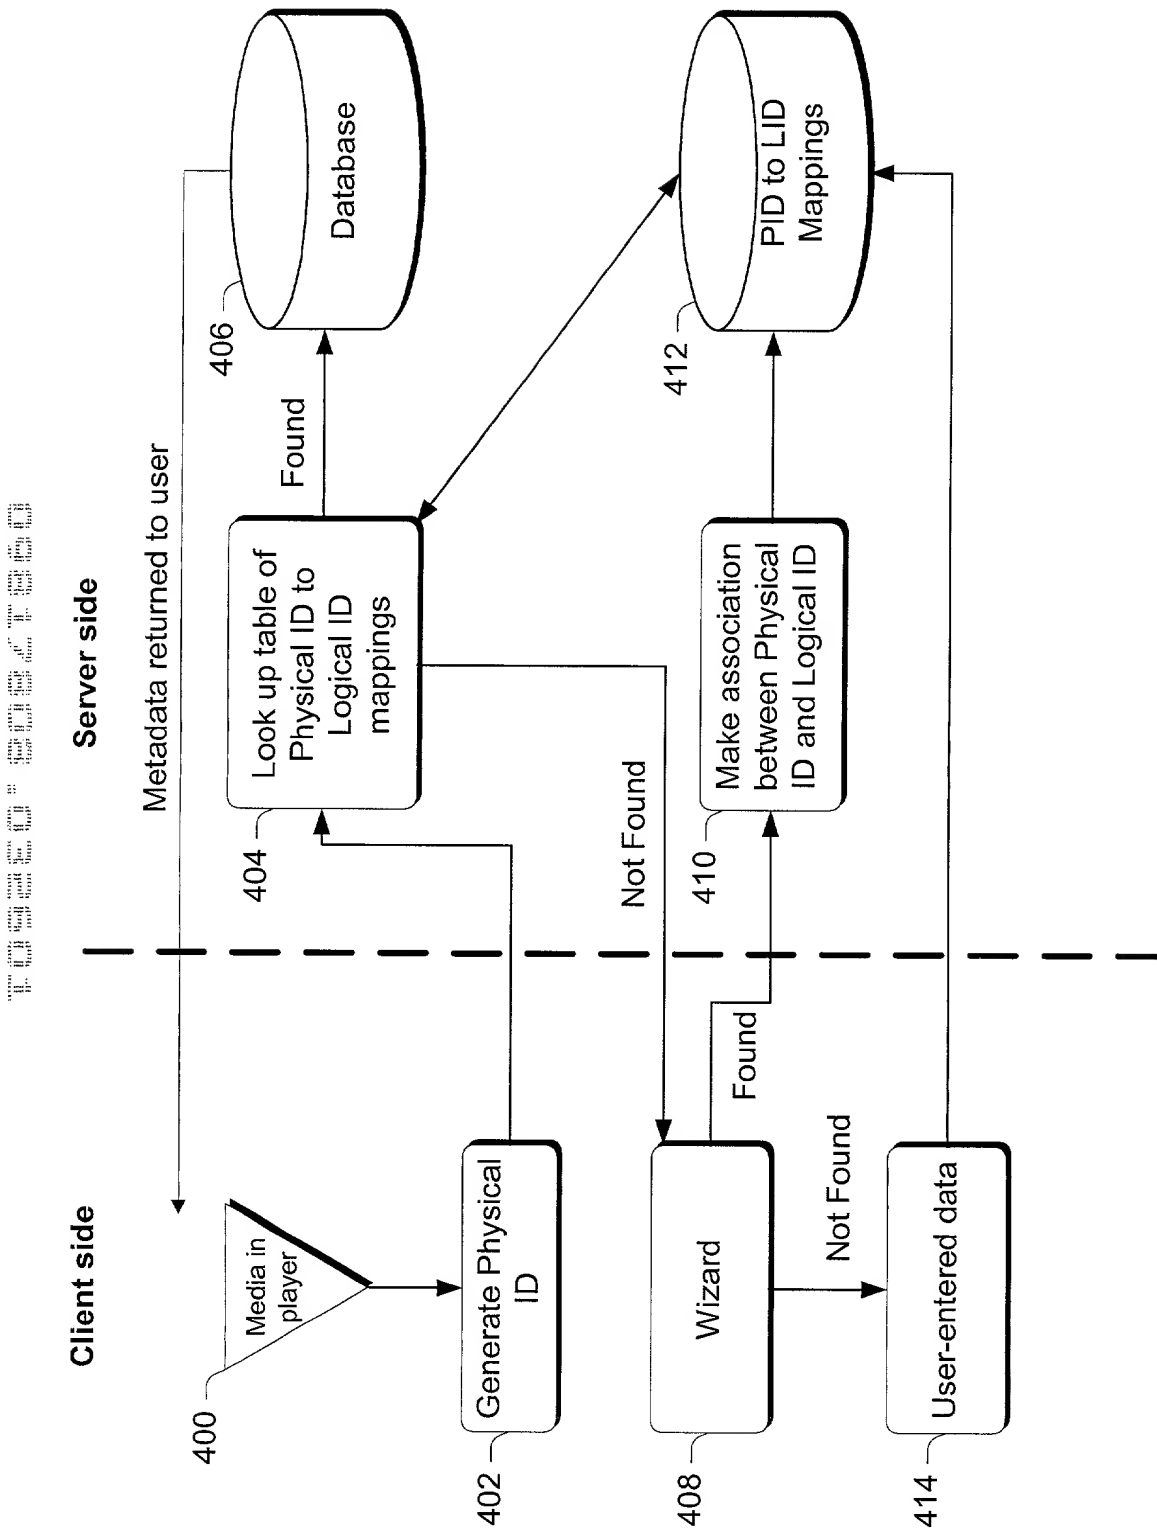 Client side
Server side
Metadata returned to user
400
Media in
player
402
Generate Physical
ID
404
Look up table of
Physical ID to
Logical ID
mappings
Found
406
Database
Not Found
408
Wizard
Found
410
Make association
between Physical
ID and Logical ID
412
PID to LID
Mappings
Not Found
414
User-entered data